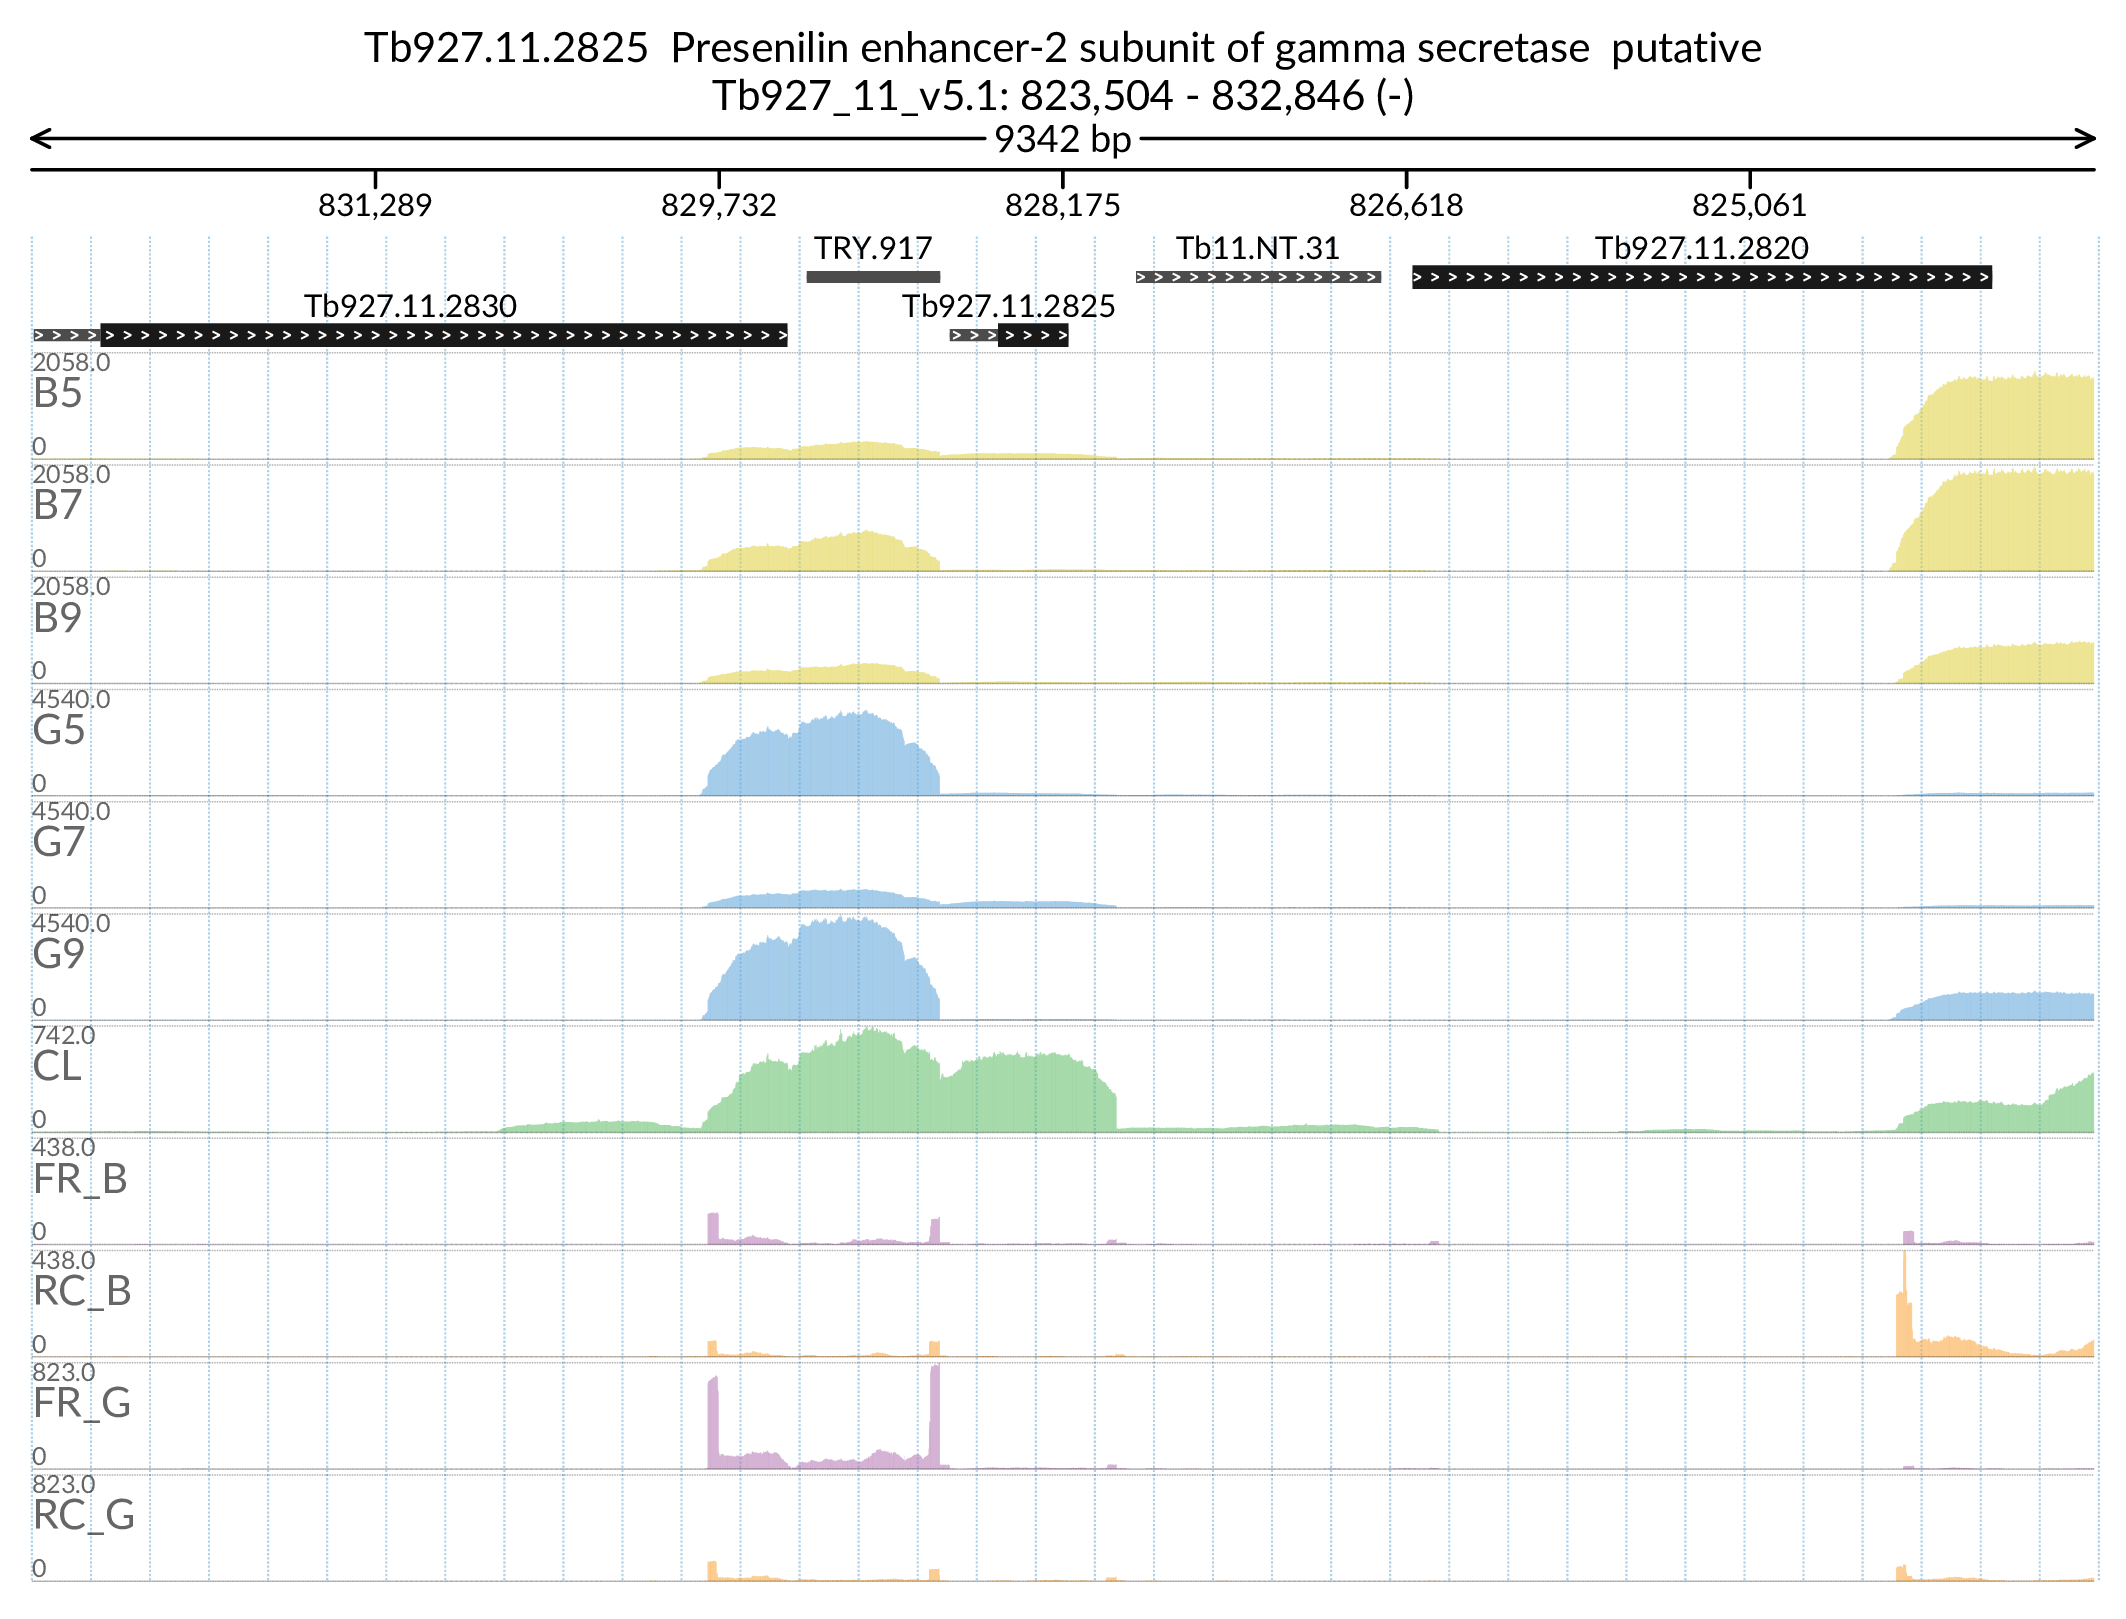 Tb927.11.2825  Presenilin enhancer-2 subunit of gamma secretase  putative
Tb927_11_v5.1: 823,504 - 832,846 (-)
9342 bp
831,289 829,732 828,175 826,618 825,061
TRY.917 Tb11.NT.31 Tb927.11.2820
Tb927.11.2830 Tb927.11.2825
2058.0
B5
0
2058.0
B7
0
2058.0
B9
0
4540.0
G5
0
4540.0
G7
0
4540.0
G9
0
742.0
CL
0
438.0
FR_B
0
438.0
RC_B
0
823.0
FR_G
0
823.0
RC_G
0